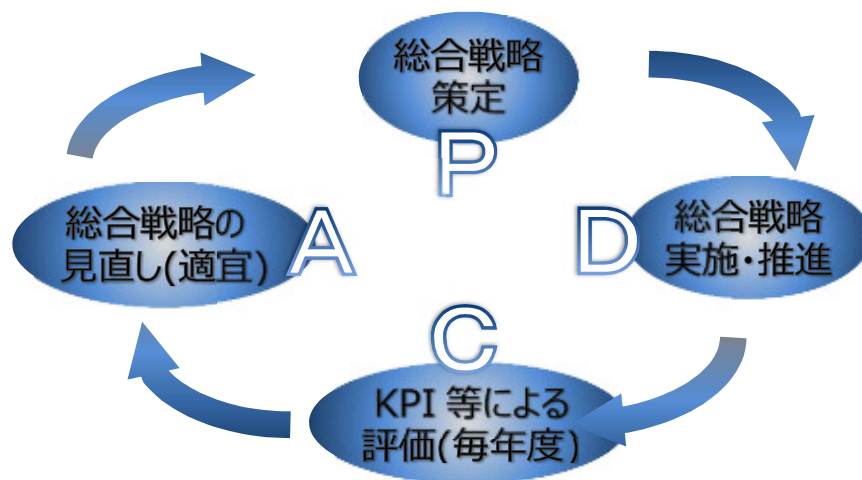 総合戦略
策定
P
総合戦略
実施・推進
D
C
KPI 等による
評価(毎年度)
総合戦略の
見直し(適宜)
A